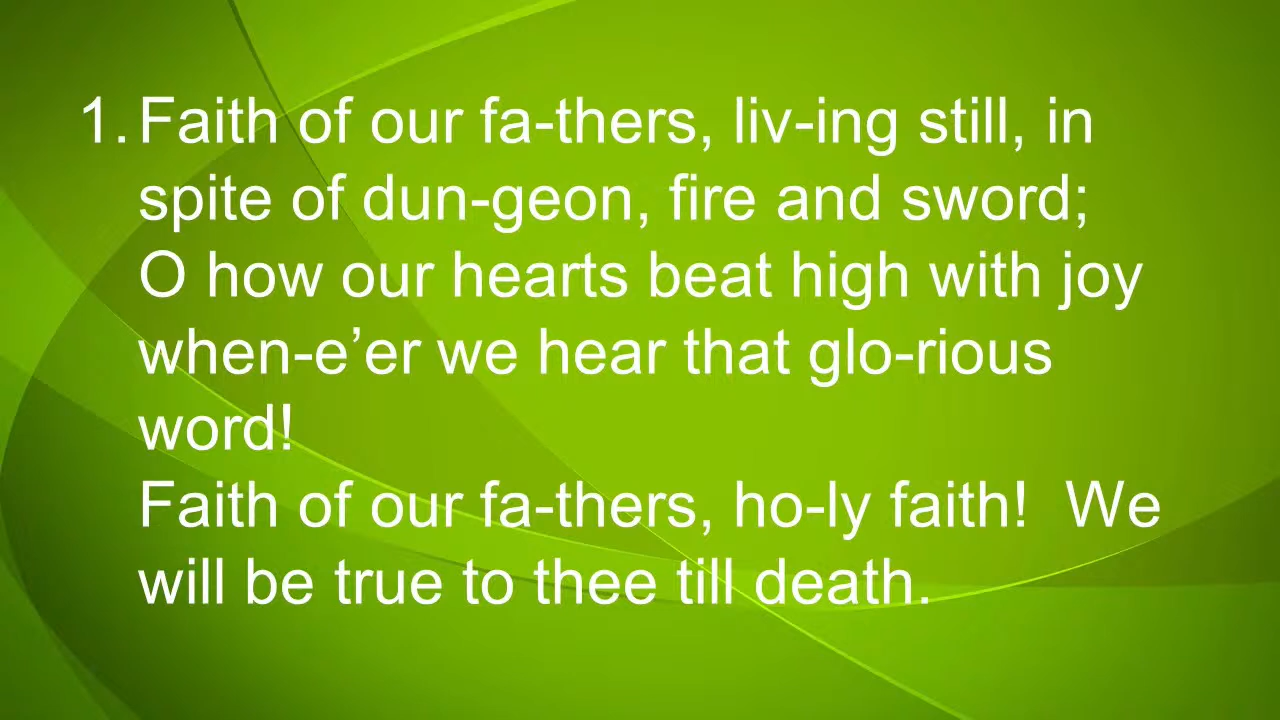 1. Faith of our fa-thers, liv-ing still, in
spite of dun-geon, fire and sword;
O how our hearts beat high with joy
when-e’er we hear that glo-rious
word!
Faith of our fa-thers, ho-ly faith!  We
will be true to thee till death.